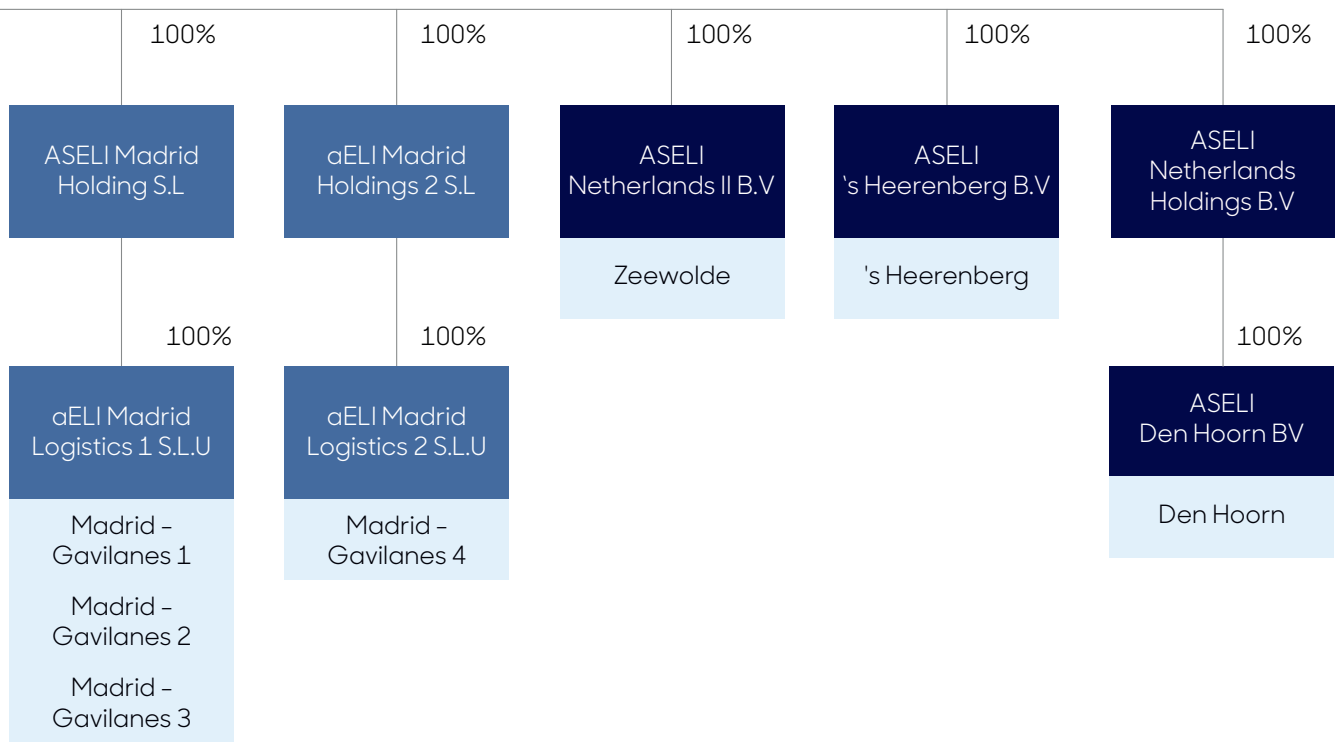 100%
100%
100%
100%
100%
ASELI Madrid
Holding S.L
aELI Madrid
Holdings 2 S.L
ASELI
Netherlands II B.V
ASELI
‘s Heerenberg B.V
ASELI
Netherlands
Holdings B.V
Zeewolde
's Heerenberg
100%
100%
100%
aELI Madrid
Logistics 1 S.L.U
aELI Madrid
Logistics 2 S.L.U
ASELI
Den Hoorn BV
Madrid –
Gavilanes 1
Madrid –
Gavilanes 2
Madrid –
Gavilanes 3
Madrid –
Gavilanes 4
Den Hoorn